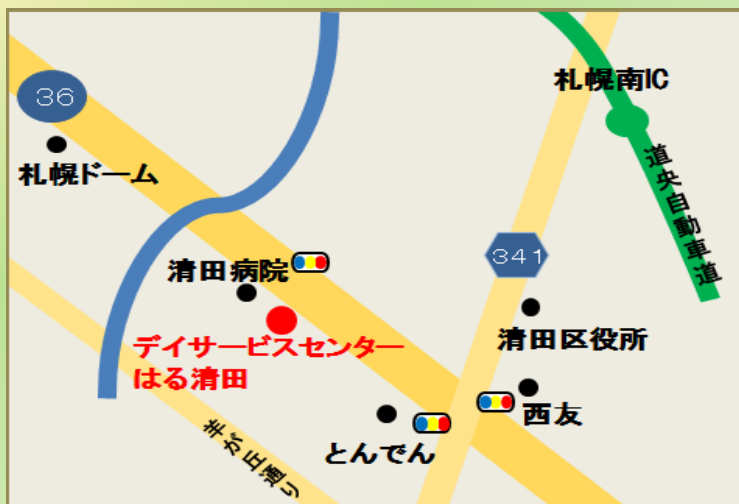 札幌南IC
36
道央自動車道
札幌ドーム
341
清田病院
清田区役所
デイサービスセンター
はる清田
西友
羊が丘通り
とんでん